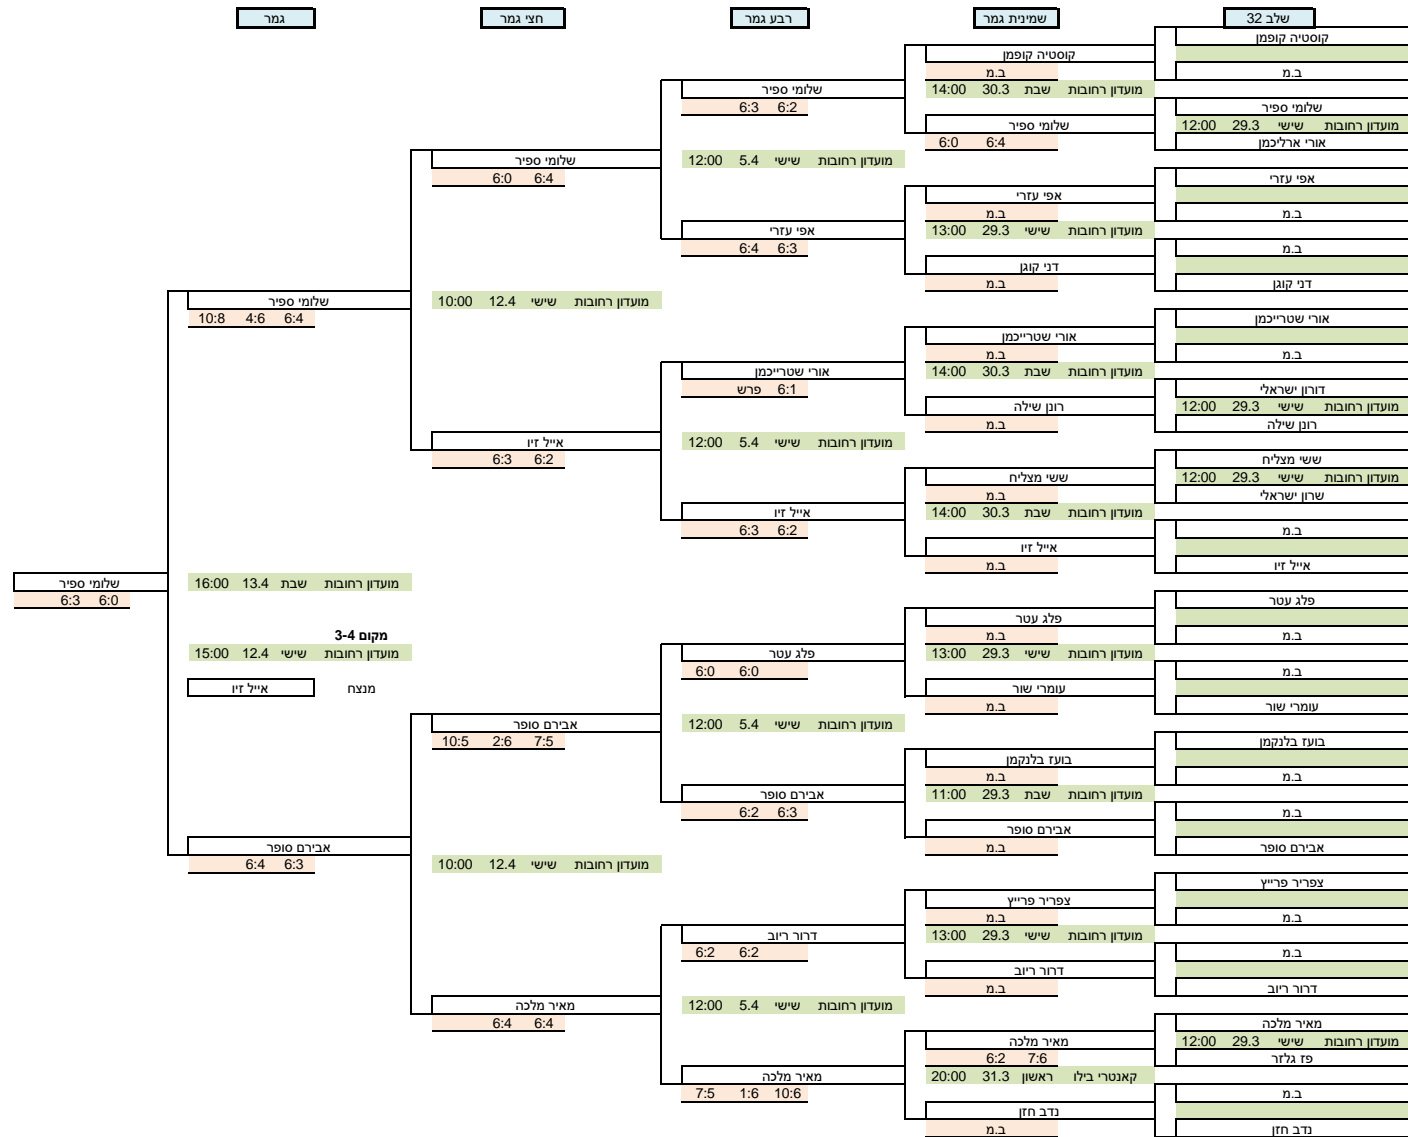 שלב 32
קוסטיה קופמן
ב.מ
שלומי ספיר
מועדון רחובות שישי 29.3 12:00
אורי ארליכמן
אפי עזרי
ב.מ
ב.מ
דני קוגן
אורי שטרייכמן
ב.מ
דורון ישראלי
מועדון רחובות שישי 29.3 12:00
רונן שילה
ששי מצליח
מועדון רחובות שישי 29.3 12:00
שרון ישראלי
ב.מ
אייל זיו
פלג עטר
ב.מ
ב.מ
עומרי שור
בועז בלנקמן
ב.מ
ב.מ
אבירם סופר
צפריר פרייץ
ב.מ
ב.מ
דרור ריוב
מאיר מלכה
מועדון רחובות שישי 29.3 12:00
פז גלזר
ב.מ
נדב חזן
שמינית גמר
קוסטיה קופמן
ב.מ
מועדון רחובות שבת 30.3 14:00
שלומי ספיר
6:0 6:4
אפי עזרי
ב.מ
מועדון רחובות שישי 29.3 13:00
דני קוגן
ב.מ
אורי שטרייכמן
ב.מ
מועדון רחובות שבת 30.3 14:00
רונן שילה
ב.מ
ששי מצליח
ב.מ
מועדון רחובות שבת 30.3 14:00
אייל זיו
ב.מ
פלג עטר
ב.מ
מועדון רחובות שישי 29.3 13:00
עומרי שור
ב.מ
בועז בלנקמן
ב.מ
מועדון רחובות שבת 29.3 11:00
אבירם סופר
ב.מ
צפריר פרייץ
ב.מ
מועדון רחובות שישי 29.3 13:00
דרור ריוב
ב.מ
מאיר מלכה
6:2 7:6
קאנטרי בילו ראשון 31.3 20:00
נדב חזן
ב.מ
רבע גמר
שלומי ספיר
6:3 6:2
מועדון רחובות שישי 5.4 12:00
אפי עזרי
6:4 6:3
אורי שטרייכמן
פרש 6:1
מועדון רחובות שישי 5.4 12:00
אייל זיו
6:3 6:2
פלג עטר
6:0 6:0
מועדון רחובות שישי 5.4 12:00
אבירם סופר
6:2 6:3
דרור ריוב
6:2 6:2
מועדון רחובות שישי 5.4 12:00
מאיר מלכה
7:5 1:6 10:6
חצי גמר
שלומי ספיר
6:0 6:4
מועדון רחובות שישי 12.4 10:00
אייל זיו
6:3 6:2
אבירם סופר
10:5 2:6 7:5
מועדון רחובות שישי 12.4 10:00
מאיר מלכה
6:4 6:4
גמר
שלומי ספיר
10:8 4:6 6:4
מועדון רחובות שבת 13.4 16:00
מקום 3-4
מועדון רחובות שישי 12.4 15:00
מנצח אייל זיו
אבירם סופר
6:4 6:3
שלומי ספיר
6:3 6:0